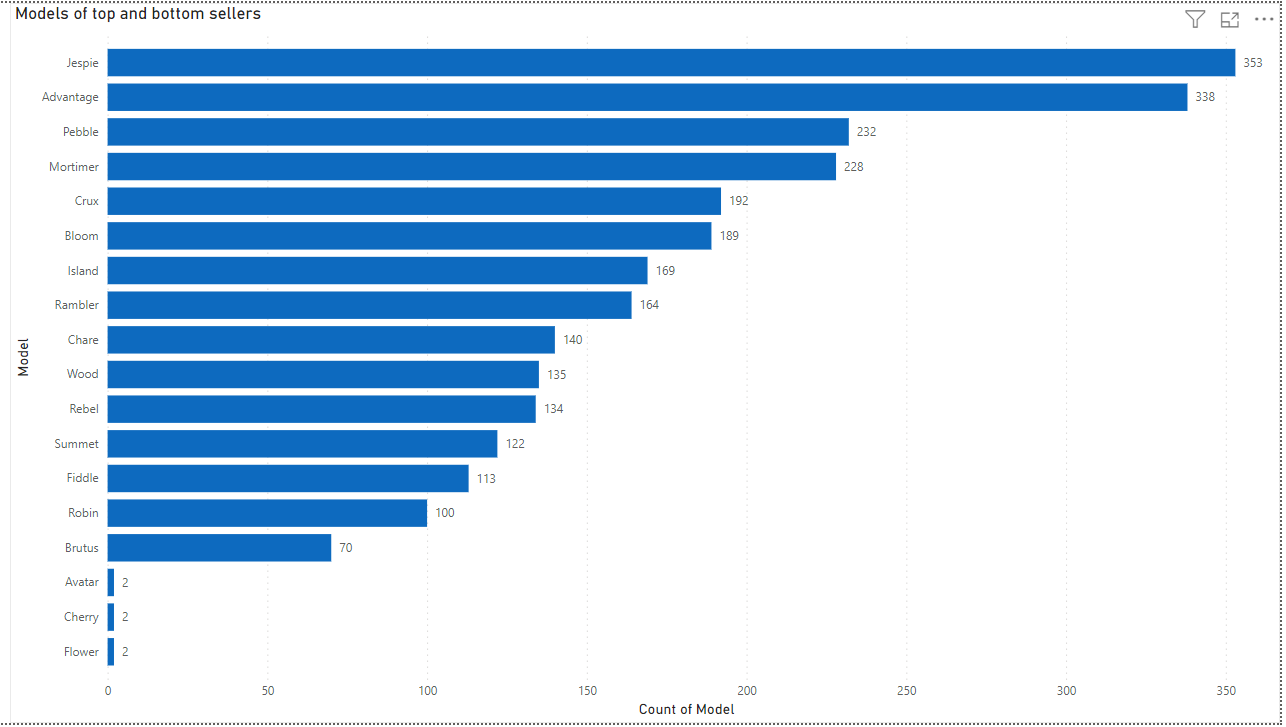 Models of top and bottom sellers
Jespie 353
Advantage 338
Pebble 232
Mortimer 228
Crux 192
Bloom 189
Island 169
Rambler 164
Chare 140
Model
Wood 135
Rebel 134
Summet 122
Fiddle 113
Robin 100
Brutus 70
Avatar 2
Cherry 2
Flower 2
0 50 100 150 200 250 300 350
Count of Model